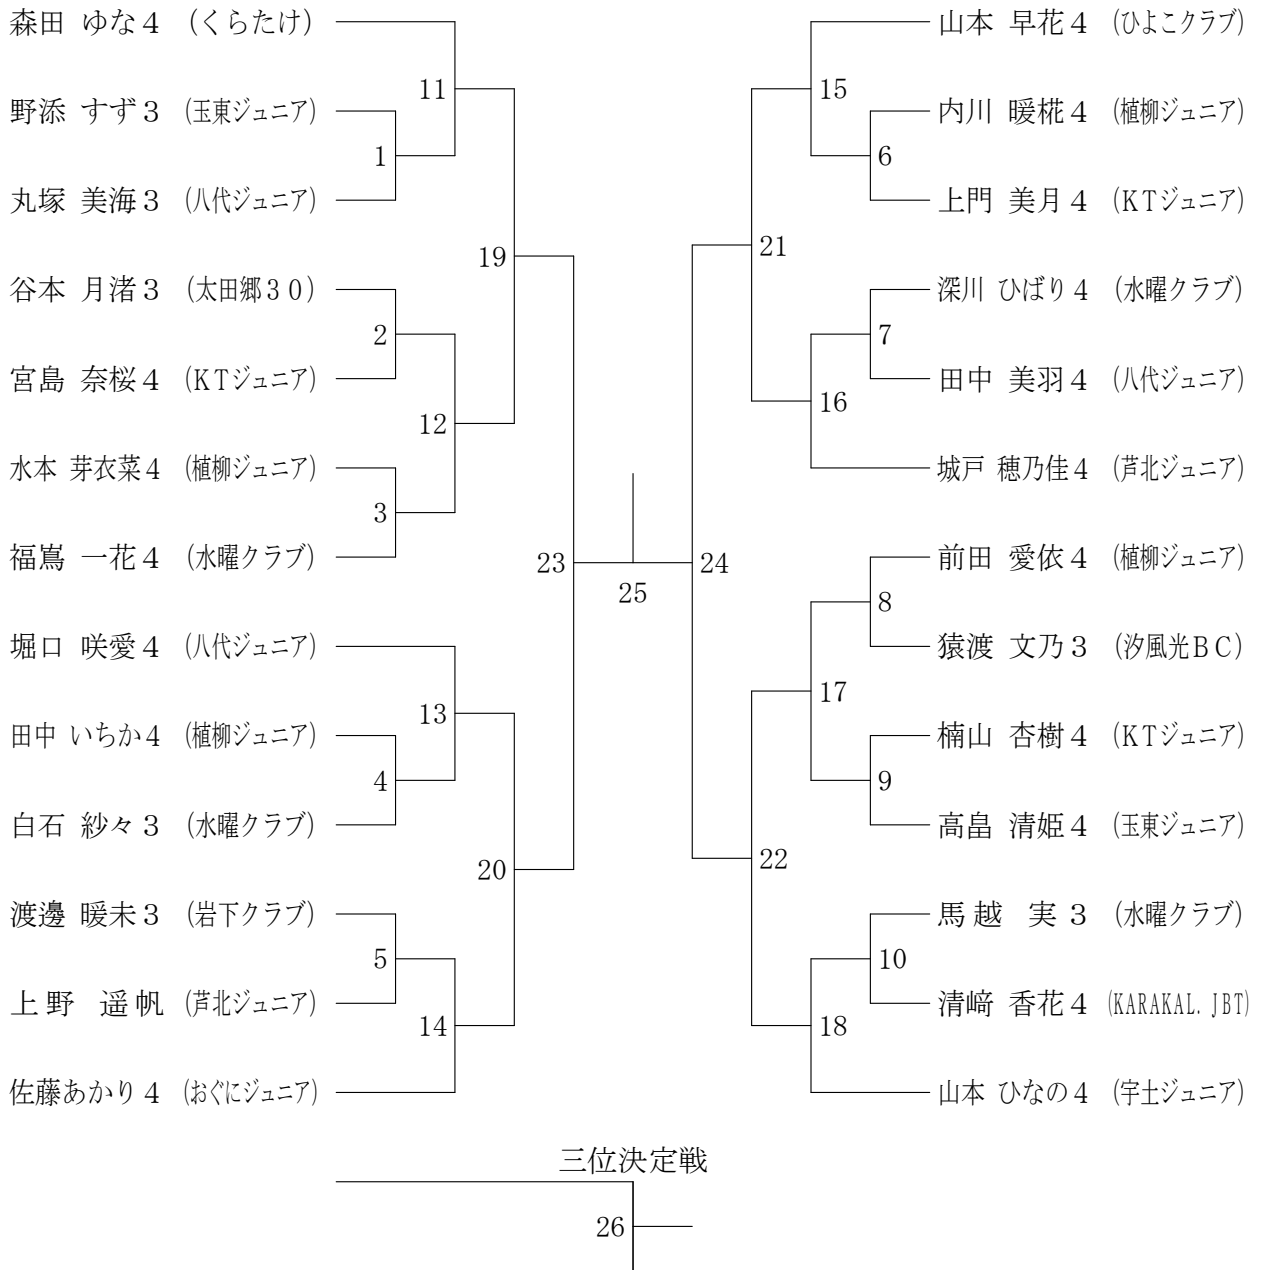 森田 ゆな４ （くらたけ）
11
野添 すず３ （玉東ジュニア）
1
丸塚 美海３ （八代ジュニア）
19
谷本 月渚３ （太田郷３０）
2
宮島 奈桜４ （ＫＴジュニア）
12
水本 芽衣菜４ （植柳ジュニア）
3
福嶌 一花４ （水曜クラブ）
23
堀口 咲愛４ （八代ジュニア）
13
田中 いちか４ （植柳ジュニア）
4
白石 紗々３ （水曜クラブ）
20
渡邊 暖未３ （岩下クラブ）
5
上野 遥帆 （芦北ジュニア）
14
佐藤あかり４ （おぐにジュニア）
25
山本 早花４ （ひよこクラブ）
15
内川 暖椛４ （植柳ジュニア）
6
上門 美月４ （ＫＴジュニア）
21
深川 ひばり４ （水曜クラブ）
7
田中 美羽４ （八代ジュニア）
16
城戸 穂乃佳４ （芦北ジュニア）
24
前田 愛依４ （植柳ジュニア）
8
猿渡 文乃３ （汐風光ＢＣ）
17
楠山 杏樹４ （ＫＴジュニア）
9
高畠 清姫４ （玉東ジュニア）
22
馬越 実３ （水曜クラブ）
10
清﨑 香花４ （KARAKAL.JBT）
18
山本 ひなの４ （宇土ジュニア）
三位決定戦
26